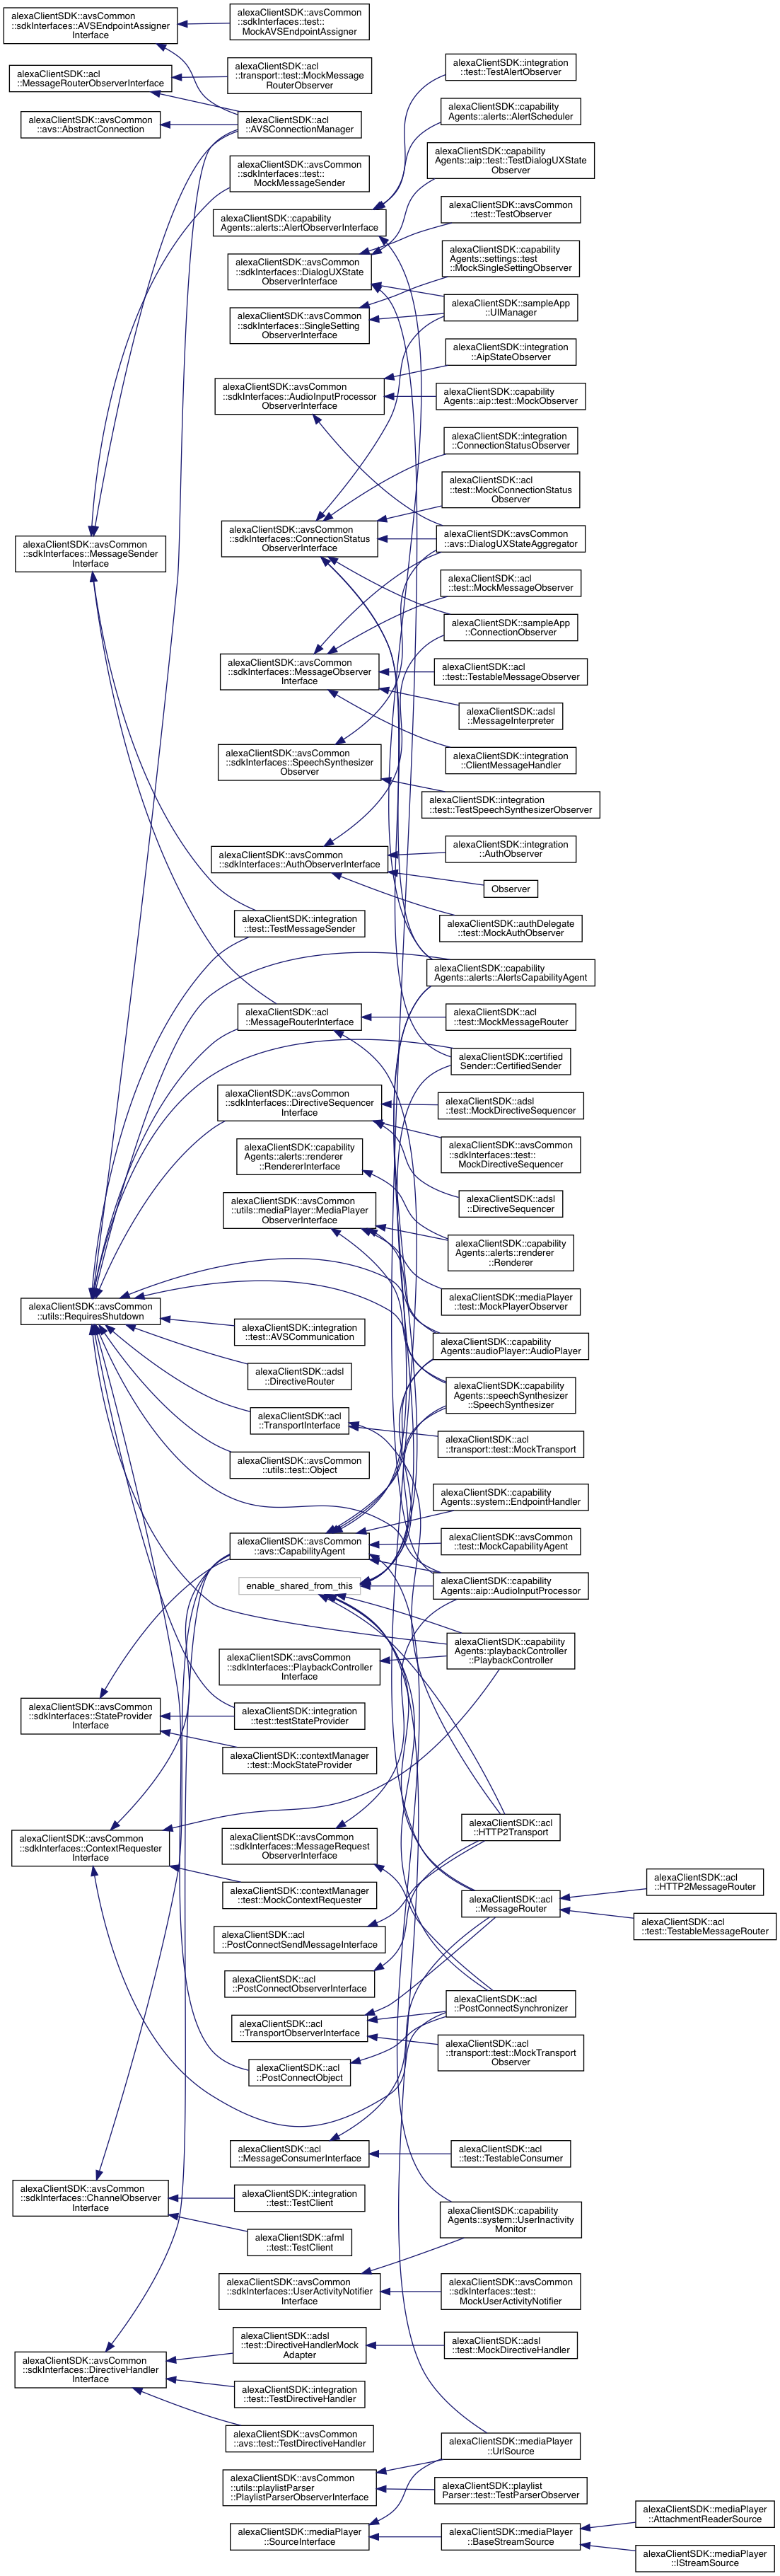 alexaClientSDK::avsCommon
::sdkInterfaces::AVSEndpointAssigner
Interface
alexaClientSDK::acl
::MessageRouterObserverInterface
alexaClientSDK::avsCommon
::avs::AbstractConnection
alexaClientSDK::avsCommon
::sdkInterfaces::MessageSender
Interface
alexaClientSDK::avsCommon
::utils::RequiresShutdown
alexaClientSDK::avsCommon
::sdkInterfaces::StateProvider
Interface
alexaClientSDK::avsCommon
::sdkInterfaces::ContextRequester
Interface
alexaClientSDK::avsCommon
::sdkInterfaces::ChannelObserver
Interface
alexaClientSDK::avsCommon
::sdkInterfaces::DirectiveHandler
Interface
alexaClientSDK::avsCommon
::sdkInterfaces::test::
MockAVSEndpointAssigner
alexaClientSDK::acl
::transport::test::MockMessage
RouterObserver
alexaClientSDK::acl
::AVSConnectionManager
alexaClientSDK::avsCommon
::sdkInterfaces::test::
MockMessageSender
alexaClientSDK::capability
Agents::alerts::AlertObserverInterface
alexaClientSDK::avsCommon
::sdkInterfaces::DialogUXState
ObserverInterface
alexaClientSDK::avsCommon
::sdkInterfaces::SingleSetting
ObserverInterface
alexaClientSDK::avsCommon
::sdkInterfaces::AudioInputProcessor
ObserverInterface
alexaClientSDK::avsCommon
::sdkInterfaces::ConnectionStatus
ObserverInterface
alexaClientSDK::avsCommon
::sdkInterfaces::MessageObserver
Interface
alexaClientSDK::avsCommon
::sdkInterfaces::SpeechSynthesizer
Observer
alexaClientSDK::avsCommon
::sdkInterfaces::AuthObserverInterface
alexaClientSDK::integration
::test::TestMessageSender
alexaClientSDK::acl
::MessageRouterInterface
alexaClientSDK::avsCommon
::sdkInterfaces::DirectiveSequencer
Interface
alexaClientSDK::capability
Agents::alerts::renderer
::RendererInterface
alexaClientSDK::avsCommon
::utils::mediaPlayer::MediaPlayer
ObserverInterface
alexaClientSDK::integration
::test::AVSCommunication
alexaClientSDK::adsl
::DirectiveRouter
alexaClientSDK::acl
::TransportInterface
alexaClientSDK::avsCommon
::utils::test::Object
alexaClientSDK::avsCommon
::avs::CapabilityAgent
enable_shared_from_this
alexaClientSDK::avsCommon
::sdkInterfaces::PlaybackController
Interface
alexaClientSDK::integration
::test::testStateProvider
alexaClientSDK::contextManager
::test::MockStateProvider
alexaClientSDK::avsCommon
::sdkInterfaces::MessageRequest
ObserverInterface
alexaClientSDK::contextManager
::test::MockContextRequester
alexaClientSDK::acl
::PostConnectSendMessageInterface
alexaClientSDK::acl
::PostConnectObserverInterface
alexaClientSDK::acl
::TransportObserverInterface
alexaClientSDK::acl
::PostConnectObject
alexaClientSDK::acl
::MessageConsumerInterface
alexaClientSDK::integration
::test::TestClient
alexaClientSDK::afml
::test::TestClient
alexaClientSDK::avsCommon
::sdkInterfaces::UserActivityNotifier
Interface
alexaClientSDK::adsl
::test::DirectiveHandlerMock
Adapter
alexaClientSDK::integration
::test::TestDirectiveHandler
alexaClientSDK::avsCommon
::avs::test::TestDirectiveHandler
alexaClientSDK::avsCommon
::utils::playlistParser
::PlaylistParserObserverInterface
alexaClientSDK::mediaPlayer
::SourceInterface
alexaClientSDK::integration
::test::TestAlertObserver
alexaClientSDK::capability
Agents::alerts::AlertScheduler
alexaClientSDK::capability
Agents::aip::test::TestDialogUXState
Observer
alexaClientSDK::avsCommon
::test::TestObserver
alexaClientSDK::capability
Agents::settings::test
::MockSingleSettingObserver
alexaClientSDK::sampleApp
::UIManager
alexaClientSDK::integration
::AipStateObserver
alexaClientSDK::capability
Agents::aip::test::MockObserver
alexaClientSDK::integration
::ConnectionStatusObserver
alexaClientSDK::acl
::test::MockConnectionStatus
Observer
alexaClientSDK::avsCommon
::avs::DialogUXStateAggregator
alexaClientSDK::acl
::test::MockMessageObserver
alexaClientSDK::sampleApp
::ConnectionObserver
alexaClientSDK::acl
::test::TestableMessageObserver
alexaClientSDK::adsl
::MessageInterpreter
alexaClientSDK::integration
::ClientMessageHandler
alexaClientSDK::integration
::test::TestSpeechSynthesizerObserver
alexaClientSDK::integration
::AuthObserver
Observer
alexaClientSDK::authDelegate
::test::MockAuthObserver
alexaClientSDK::capability
Agents::alerts::AlertsCapabilityAgent
alexaClientSDK::acl
::test::MockMessageRouter
alexaClientSDK::certified
Sender::CertifiedSender
alexaClientSDK::adsl
::test::MockDirectiveSequencer
alexaClientSDK::avsCommon
::sdkInterfaces::test::
MockDirectiveSequencer
alexaClientSDK::adsl
::DirectiveSequencer
alexaClientSDK::capability
Agents::alerts::renderer
::Renderer
alexaClientSDK::mediaPlayer
::test::MockPlayerObserver
alexaClientSDK::capability
Agents::audioPlayer::AudioPlayer
alexaClientSDK::capability
Agents::speechSynthesizer
::SpeechSynthesizer
alexaClientSDK::acl
::transport::test::MockTransport
alexaClientSDK::capability
Agents::system::EndpointHandler
alexaClientSDK::avsCommon
::test::MockCapabilityAgent
alexaClientSDK::capability
Agents::aip::AudioInputProcessor
alexaClientSDK::capability
Agents::playbackController
::PlaybackController
alexaClientSDK::acl
::HTTP2Transport
alexaClientSDK::acl
::MessageRouter
alexaClientSDK::acl
::PostConnectSynchronizer
alexaClientSDK::acl
::transport::test::MockTransport
Observer
alexaClientSDK::acl
::test::TestableConsumer
alexaClientSDK::capability
Agents::system::UserInactivity
Monitor
alexaClientSDK::avsCommon
::sdkInterfaces::test::
MockUserActivityNotifier
alexaClientSDK::adsl
::test::MockDirectiveHandler
alexaClientSDK::mediaPlayer
::UrlSource
alexaClientSDK::playlist
Parser::test::TestParserObserver
alexaClientSDK::mediaPlayer
::BaseStreamSource
alexaClientSDK::acl
::HTTP2MessageRouter
alexaClientSDK::acl
::test::TestableMessageRouter
alexaClientSDK::mediaPlayer
::AttachmentReaderSource
alexaClientSDK::mediaPlayer
::IStreamSource